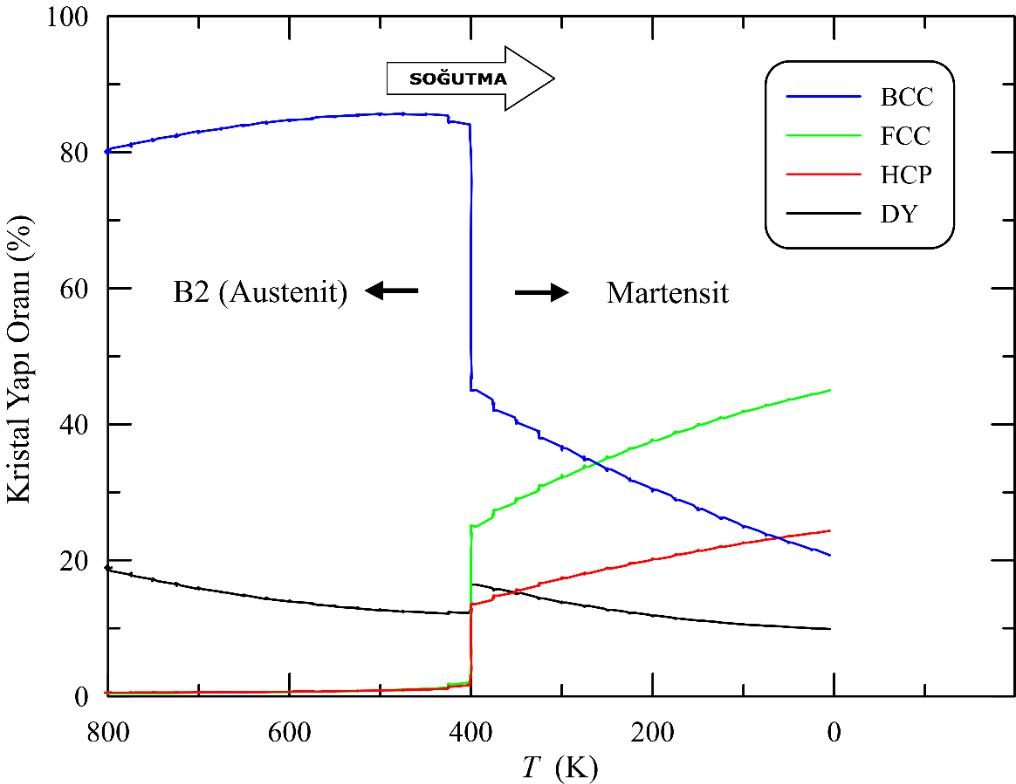 100
80
60
40
20
0
Kristal Yapı Oranı (%)
SOĞUTMA
BCC
FCC
HCP
DY
B2 (Austenit)
Martensit
800 600 400 200 0
T (K)